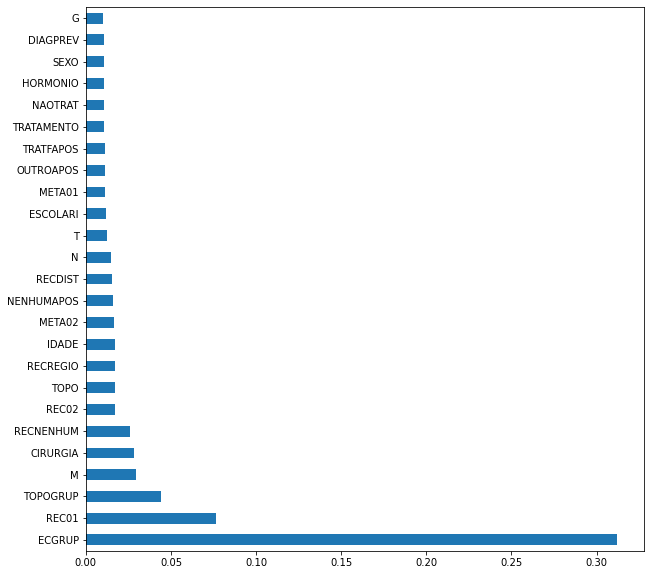 G
DIAGPREV
SEXO
HORMONIO
NAOTRAT
TRATAMENTO
TRATFAPOS
OUTROAPOS
META01
ESCOLARI
T
N
RECDIST
NENHUMAPOS
META02
IDADE
RECREGIO
TOPO
REC02
RECNENHUM
CIRURGIA
M
TOPOGRUP
REC01
ECGRUP
0.00 0.05 0.10 0.15 0.20 0.25 0.30